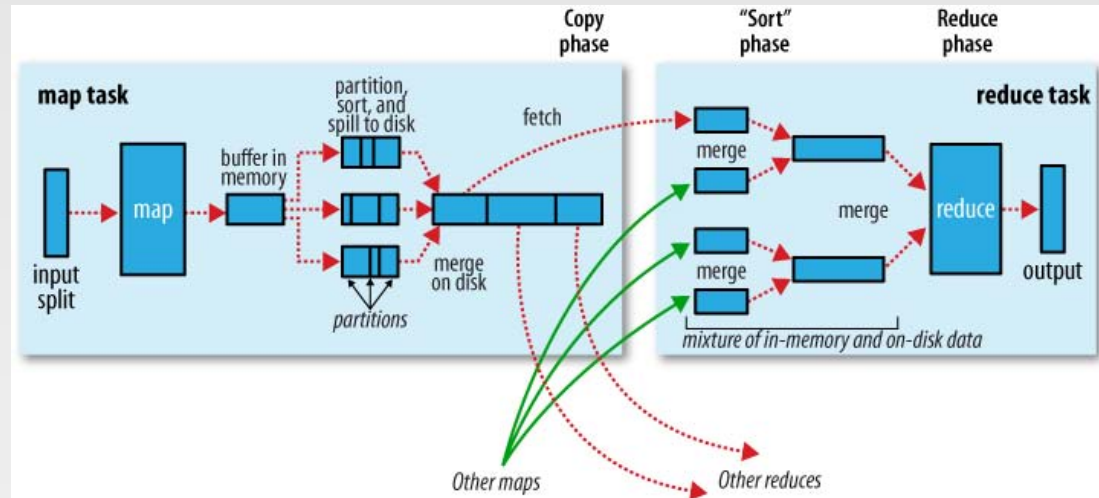 Copy
phase
“Sort”
phase
Reduce
phase
map task
partition,
sort, and
spill to disk
fetch
reduce task
buffer in
memory
map
merge
merge
reduce
merge
on disk
merge
input
split
output
partitions
mixture of in-memory and on-disk data
Other maps
Other reduces